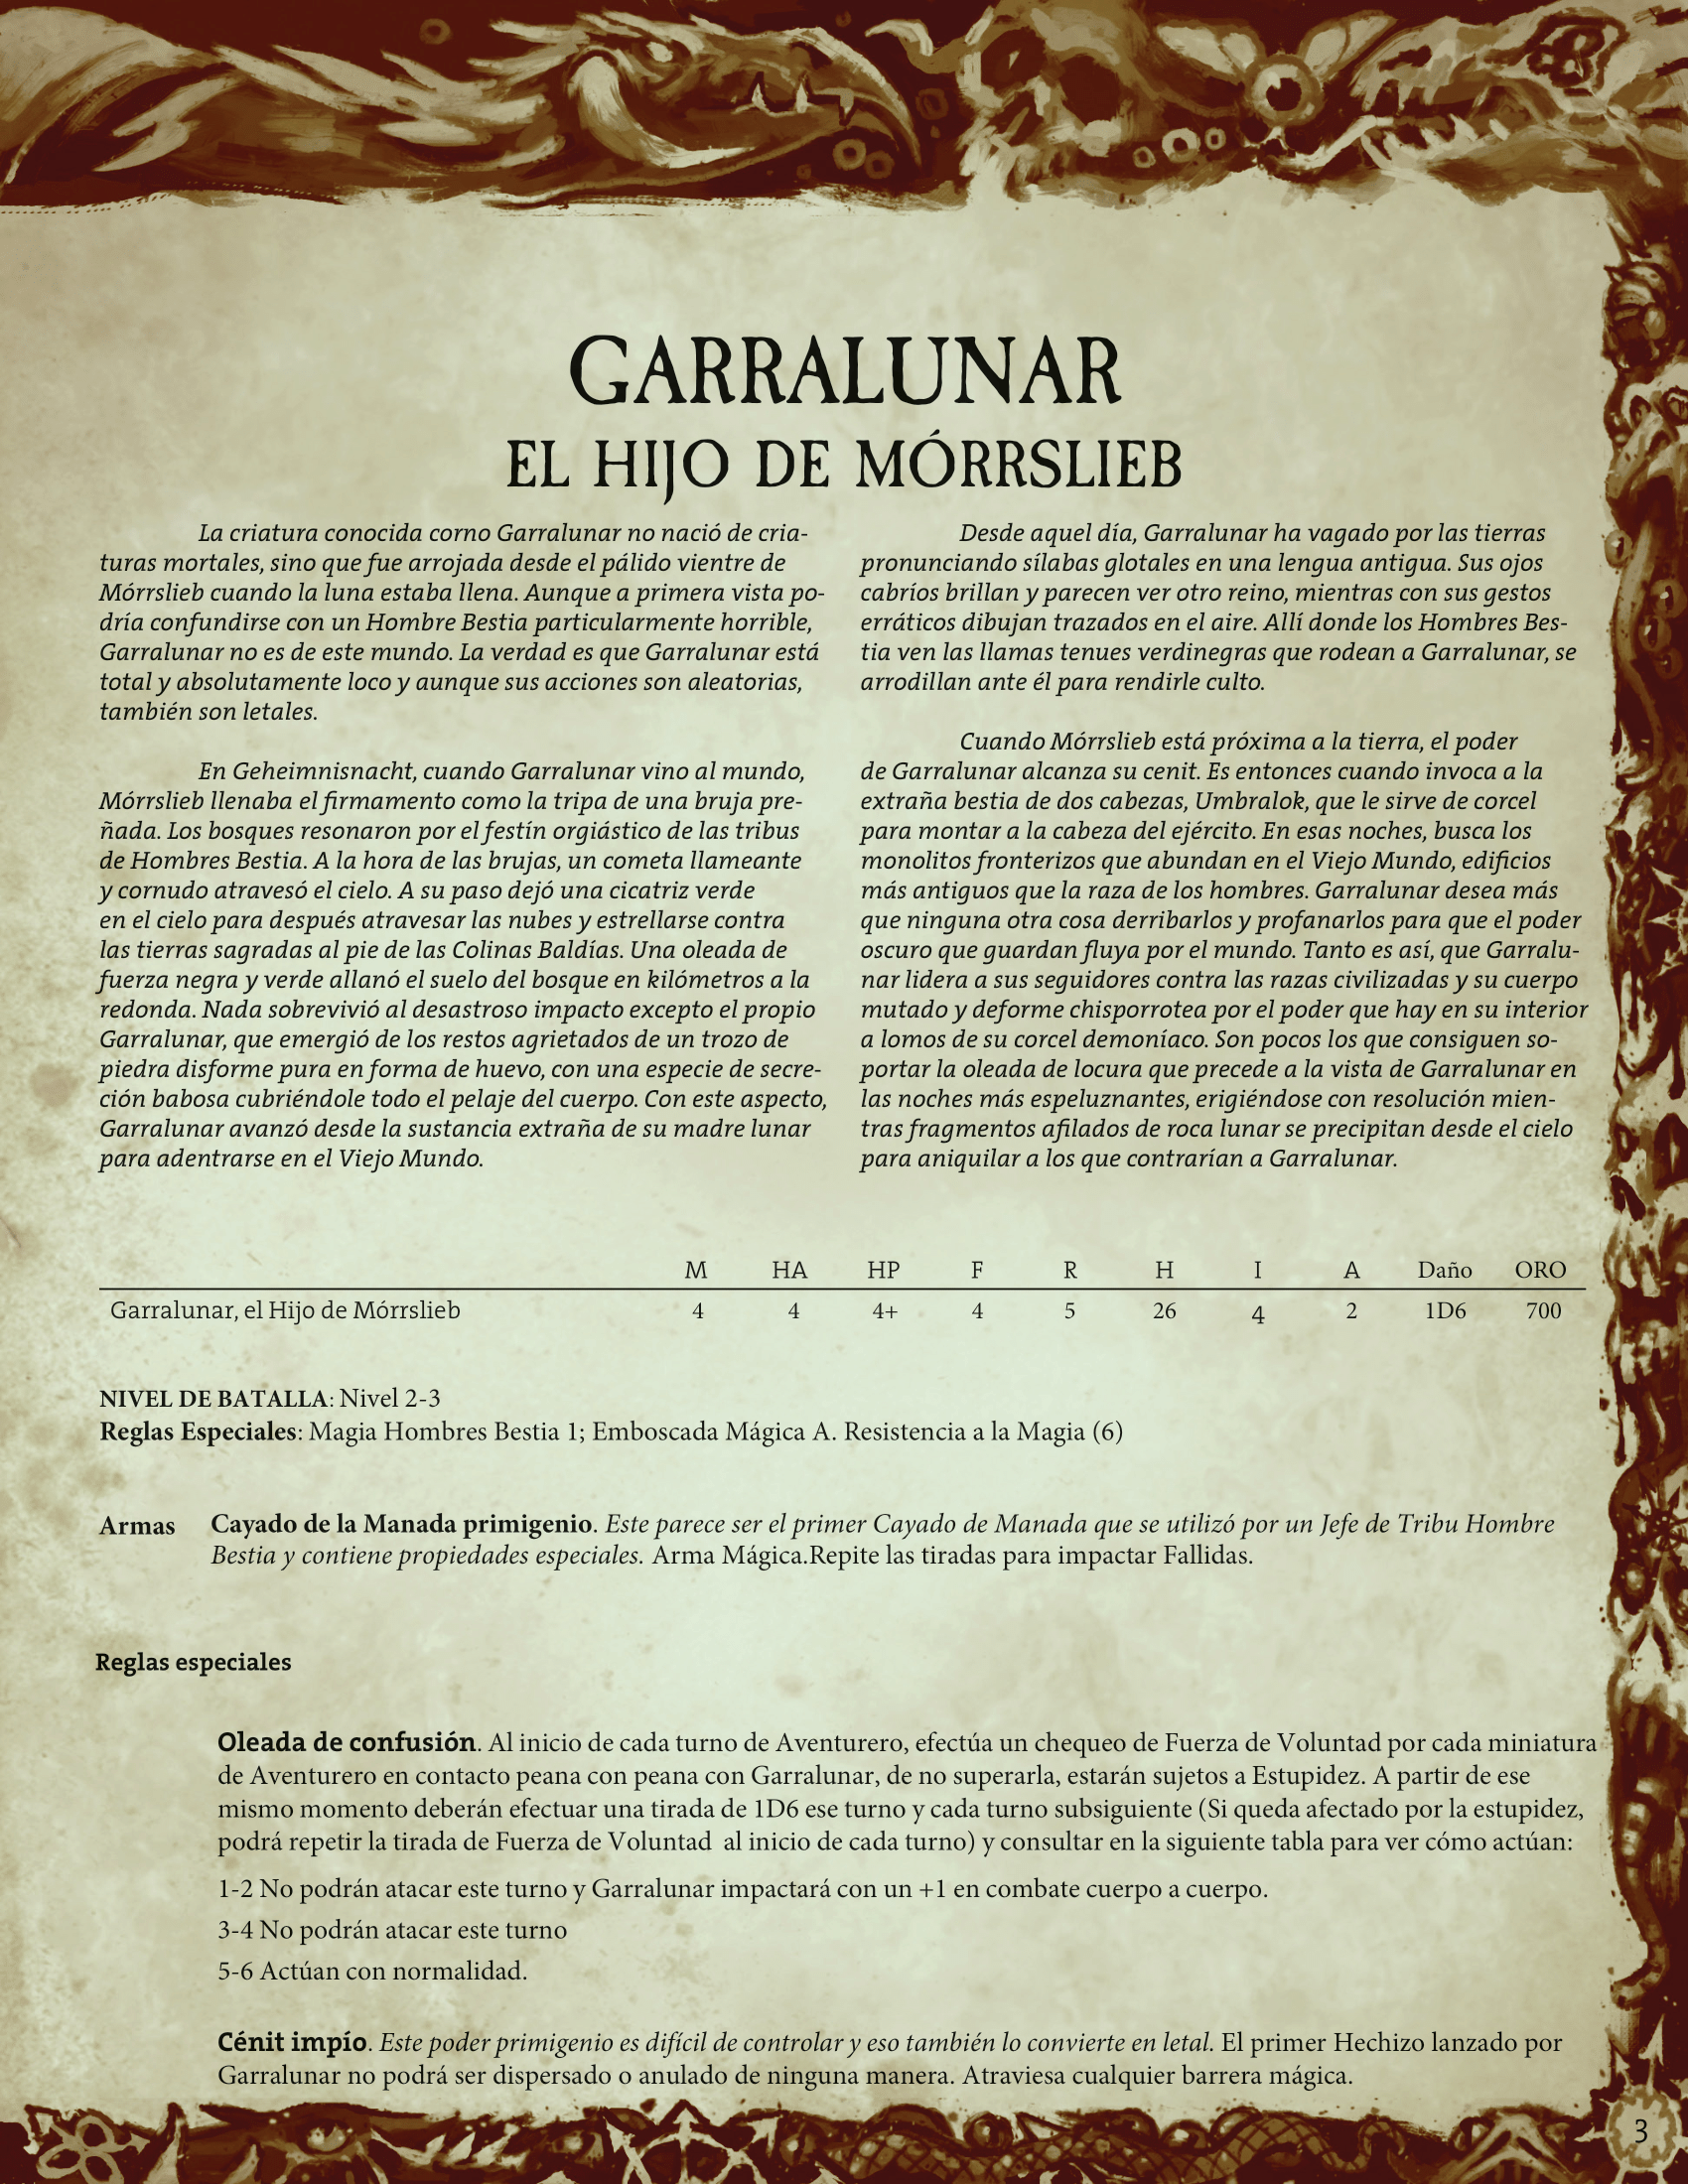 GARRALUNAR
EL HIJO DE MÓRRSLIEB
La criatura conocida corno Garralunar no nació de cria-
turas mortales, sino que fue arrojada desde el pálido vientre de
Mórrslieb cuando la luna estaba llena. Aunque a primera vista po-
dría confundirse con un Hombre Bestia particularmente horrible,
Garralunar no es de este mundo. La verdad es que Garralunar está
total y absolutamente loco y aunque sus acciones son aleatorias,
también son letales.
En Geheimnisnacht, cuando Garralunar vino al mundo,
Mórrslieb llenaba el firmamento como la tripa de una bruja pre-
ñada. Los bosques resonaron por el festín orgiástico de las tribus
de Hombres Bestia. A la hora de las brujas, un cometa llameante
y cornudo atravesó el cielo. A su paso dejó una cicatriz verde
en el cielo para después atravesar las nubes y estrellarse contra
las tierras sagradas al pie de las Colinas Baldías. Una oleada de
fuerza negra y verde allanó el suelo del bosque en kilómetros a la
redonda. Nada sobrevivió al desastroso impacto excepto el propio
Garralunar, que emergió de los restos agrietados de un trozo de
piedra disforme pura en forma de huevo, con una especie de secre-
ción babosa cubriéndole todo el pelaje del cuerpo. Con este aspecto,
Garralunar avanzó desde la sustancia extraña de su madre lunar
para adentrarse en el Viejo Mundo.
Desde aquel día, Garralunar ha vagado por las tierras
pronunciando sílabas glotales en una lengua antigua. Sus ojos
cabríos brillan y parecen ver otro reino, mientras con sus gestos
erráticos dibujan trazados en el aire. Allí donde los Hombres Bes-
tia ven las llamas tenues verdinegras que rodean a Garralunar, se
arrodillan ante él para rendirle culto.
Cuando Mórrslieb está próxima a la tierra, el poder
de Garralunar alcanza su cenit. Es entonces cuando invoca a la
extraña bestia de dos cabezas, Umbralok, que le sirve de corcel
para montar a la cabeza del ejército. En esas noches, busca los
monolitos fronterizos que abundan en el Viejo Mundo, edificios
más antiguos que la raza de los hombres. Garralunar desea más
que ninguna otra cosa derribarlos y profanarlos para que el poder
oscuro que guardan fluya por el mundo. Tanto es así, que Garralu-
nar lidera a sus seguidores contra las razas civilizadas y su cuerpo
mutado y deforme chisporrotea por el poder que hay en su interior
a lomos de su corcel demoníaco. Son pocos los que consiguen so-
portar la oleada de locura que precede a la vista de Garralunar en
las noches más espeluznantes, erigiéndose con resolución mien-
tras fragmentos afilados de roca lunar se precipitan desde el cielo
para aniquilar a los que contrarían a Garralunar.
M HA HP F R H I A Daño ORO
Garralunar, el Hijo de Mórrslieb 4 4 4+ 4 5 26 4 2 1D6 700
NIVEL DE BATALLA: Nivel 2-3
Reglas Especiales: Magia Hombres Bestia 1; Emboscada Mágica A. Resistencia a la Magia (6)
Armas Cayado de la Manada primigenio. Este parece ser el primer Cayado de Manada que se utilizó por un Jefe de Tribu Hombre
Bestia y contiene propiedades especiales. Arma Mágica.Repite las tiradas para impactar Fallidas.
Reglas especiales
Oleada de confusión. Al inicio de cada turno de Aventurero, efectúa un chequeo de Fuerza de Voluntad por cada miniatura
de Aventurero en contacto peana con peana con Garralunar, de no superarla, estarán sujetos a Estupidez. A partir de ese
mismo momento deberán efectuar una tirada de 1D6 ese turno y cada turno subsiguiente (Si queda afectado por la estupidez,
podrá repetir la tirada de Fuerza de Voluntad al inicio de cada turno) y consultar en la siguiente tabla para ver cómo actúan:
1-2 No podrán atacar este turno y Garralunar impactará con un +1 en combate cuerpo a cuerpo.
3-4 No podrán atacar este turno
5-6 Actúan con normalidad.
Cénit impío. Este poder primigenio es difícil de controlar y eso también lo convierte en letal. El primer Hechizo lanzado por
Garralunar no podrá ser dispersado o anulado de ninguna manera. Atraviesa cualquier barrera mágica.
3